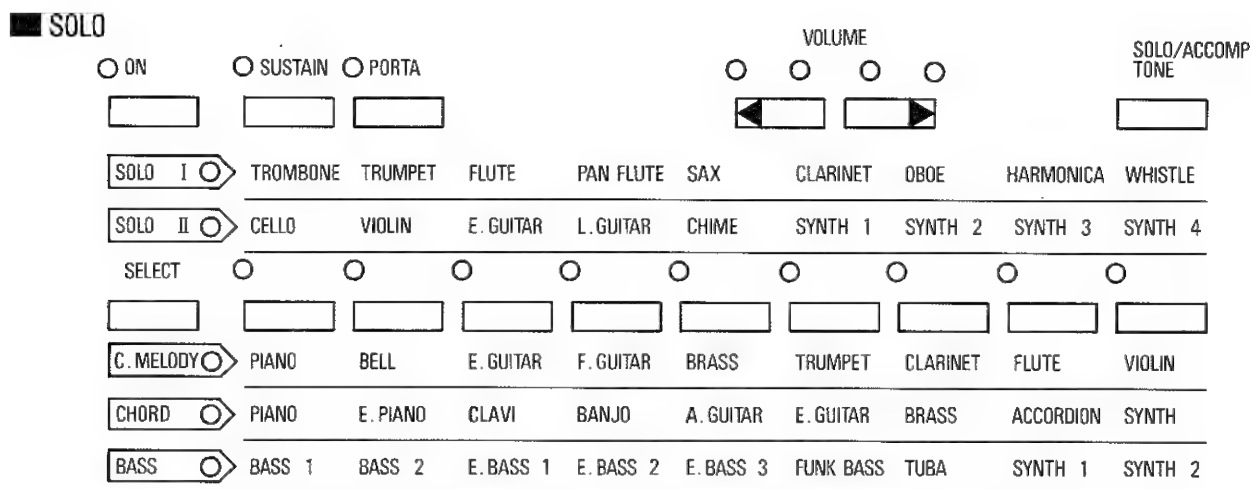 SOLO
VOLUME
ON SUSTAIN PORTA SOLO/ACCOMP
TONE
SOLO I TROMBONE TRUMPET FLUTE PAN FLUTE SAX CLARINET OBOE HARMONICA WHISTLE
SOLO II CELLO VIOLIN E.GUITAR L.GUITAR CHIME SYNTH 1 SYNTH 2 SYNTH 3 SYNTH 4
SELECT
C.MELODY PIANO BELL E.GUITAR F.GUITAR BRASS TRUMPET CLARINET FLUTE VIOLIN
CHORD PIANO E.PIANO CLAVI BANJO A.GUITAR E.GUITAR BRASS ACCORDION SYNTH
BASS BASS 1 BASS 2 E.BASS 1 E.BASS 2 E.BASS 3 FUNK BASS TUBA SYNTH 1 SYNTH 2